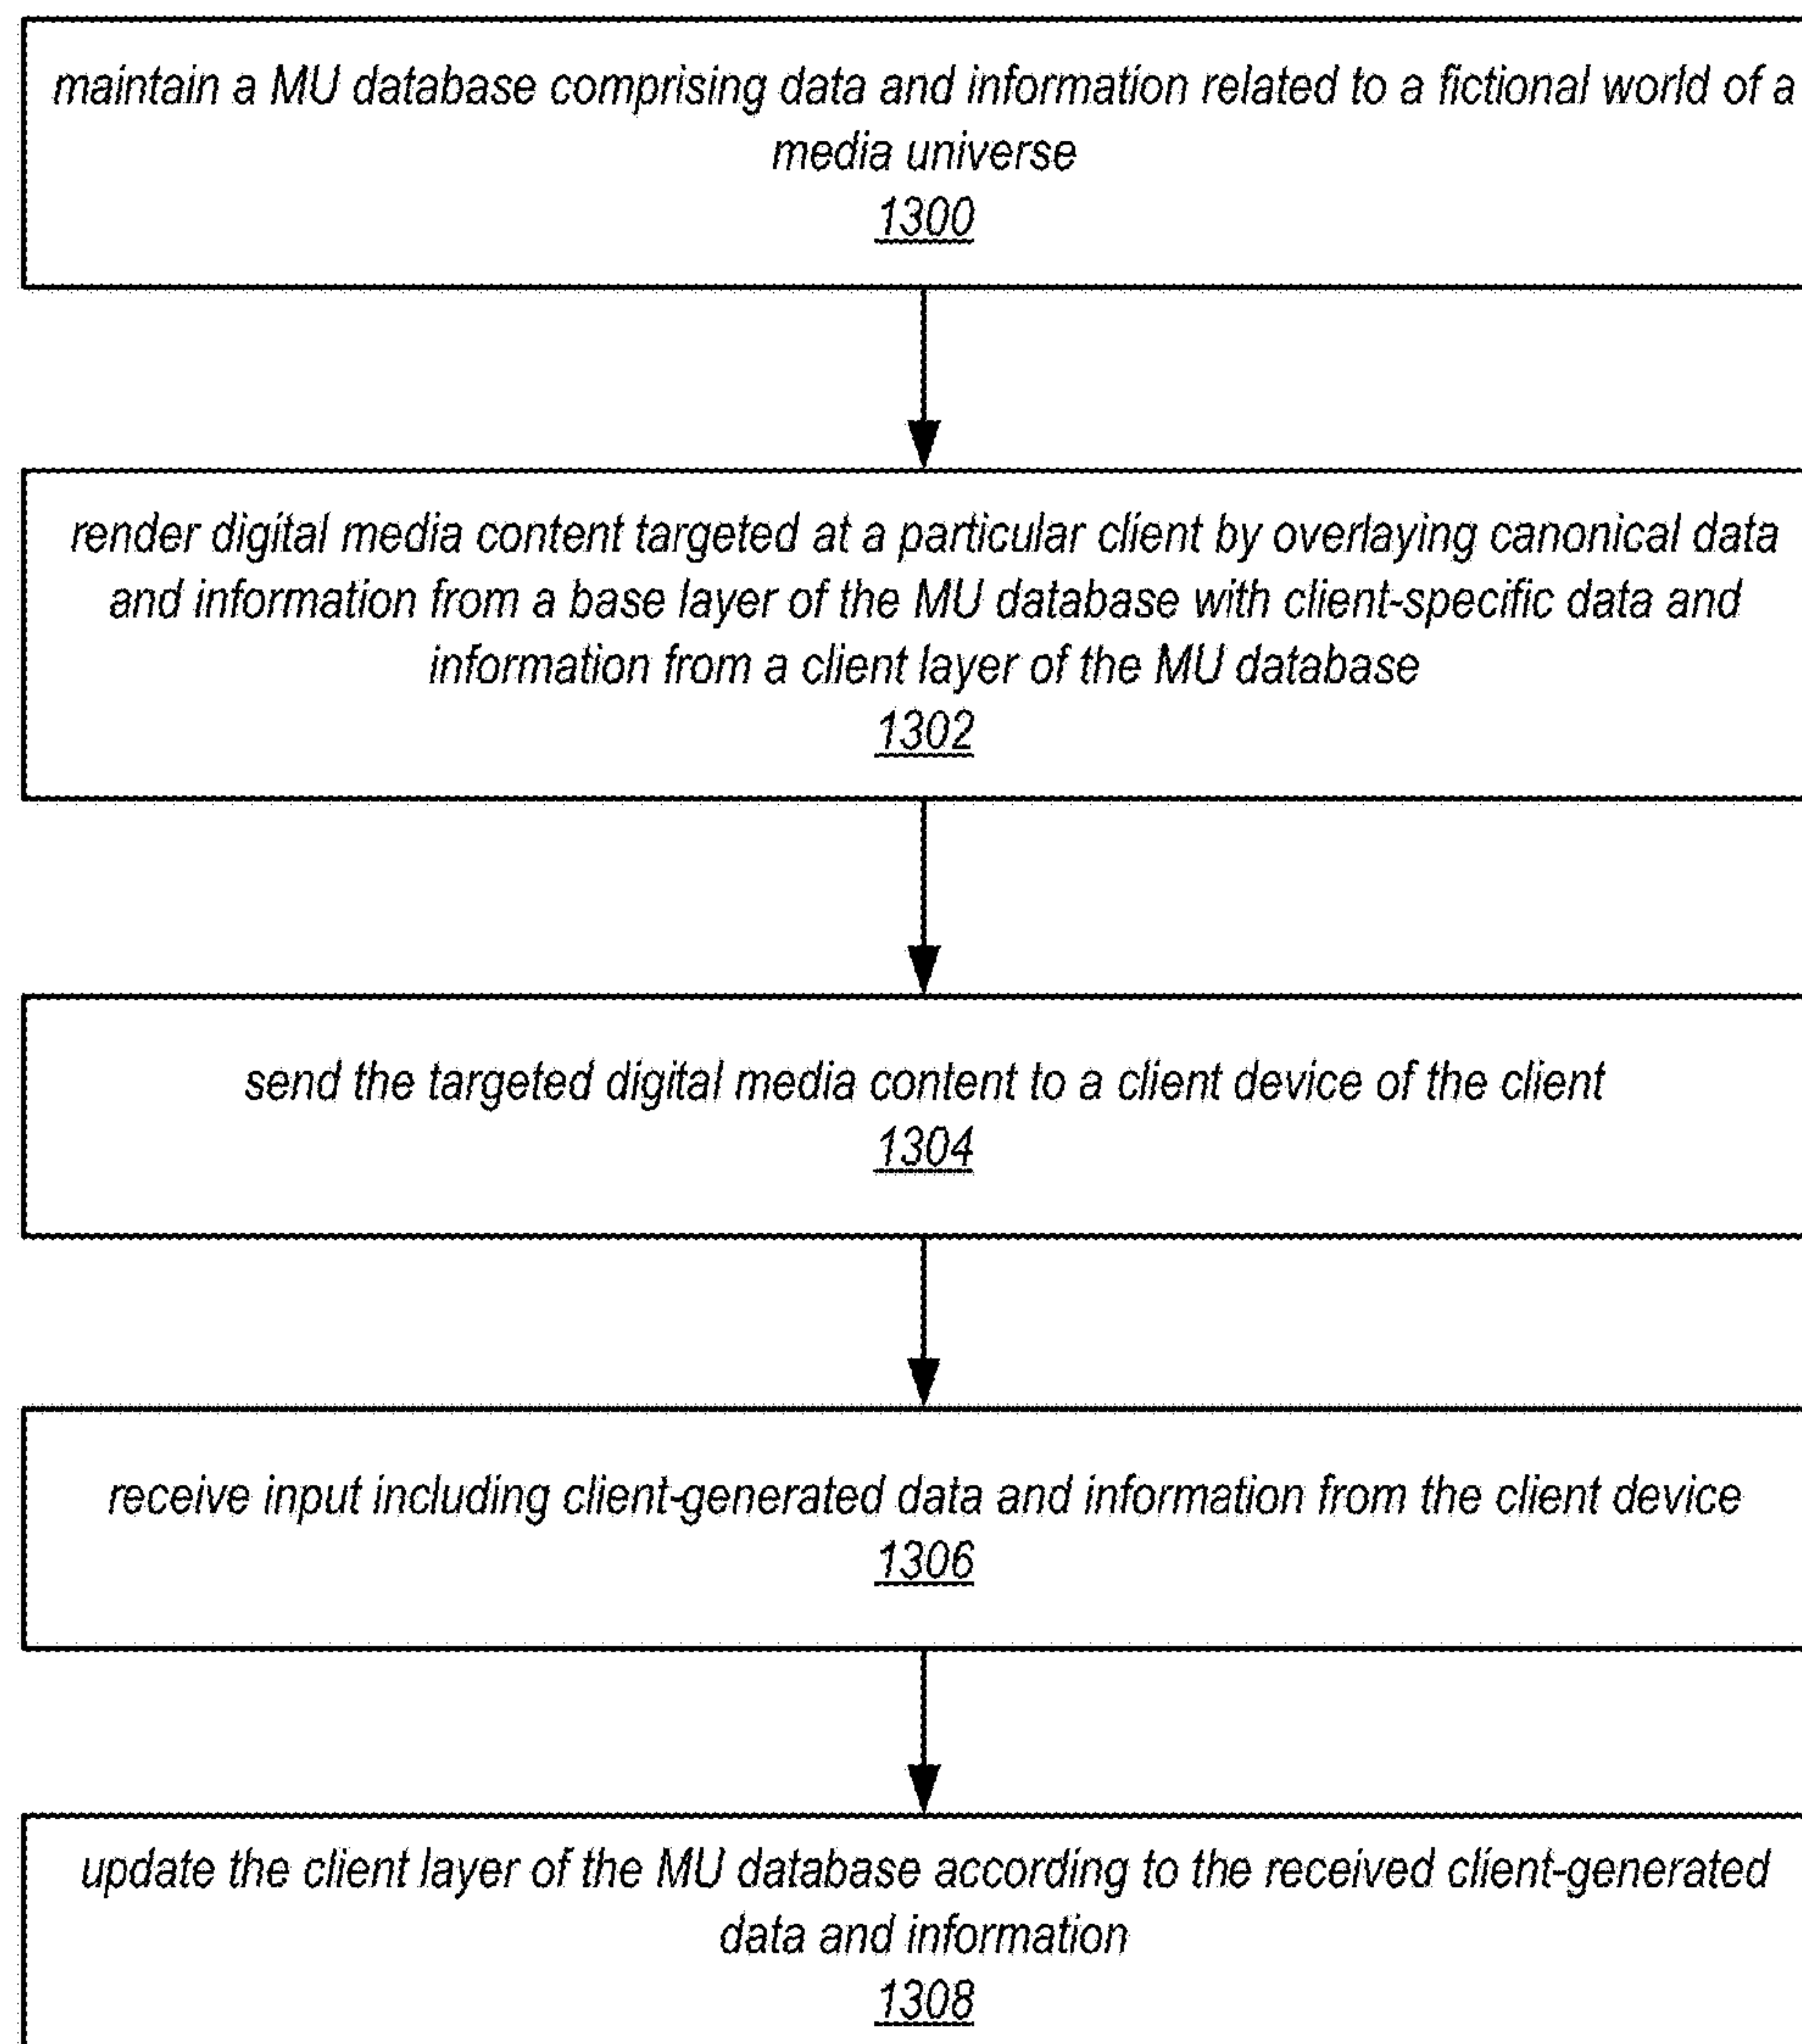 maintain a MU database comprising data and information related to a fictional world of a
media universe
1300
render digital media content targeted at a particular client by overlaying canonical data
and information from a base layer of the MU database with client-specific data and
information from a client layer of the MU database
1302
send the targeted digital media content to a client device of the client
1304
receive input including client-generated data and information from the client device
1306
update the client layer of the MU database according to the received client-generated
data and information
1308